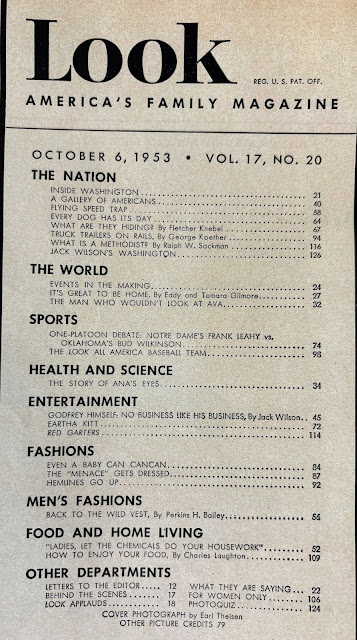 Look
REG. U. S. PAT. OFF.
AMERICA'S FAMILY MAGAZINE
OCTOBER 6, 1953 • VOL. 17, NO. 20
THE NATION
INSIDE WASHINGTON 21
A GALLERY OF AMERICANS 40
FLYING SPEED TRAP 58
EVERY DOG HAS ITS DAY 64
WHAT ARE THEY HIDING? By Fletcher Knebel 67
TRUCK TRAILERS ON RAILS, By George Koether 94
WHAT IS A METHODIST? By Ralph W. Sockman 116
JACK WILSON'S WASHINGTON 126
THE WORLD
EVENTS IN THE MAKING 24
IT'S GREAT TO BE HOME, By Eddy and Tamara Gilmore 27
THE MAN WHO WOULDN'T LOOK AT AVA 32
SPORTS
ONE-PLATOON DEBATE: NOTRE DAME'S FRANK LEAHY vs.
OKLAHOMA'S BUD WILKINSON 74
THE LOOK ALL AMERICA BASEBALL TEAM 98
HEALTH AND SCIENCE
THE STORY OF ANA'S EYES 34
ENTERTAINMENT
GODFREY HIMSELF: NO BUSINESS LIKE HIS BUSINESS, By Jack Wilson 45
EARTHA KITT 72
RED GARTERS 114
FASHIONS
EVEN A BABY CAN CANCAN 84
THE "MENACE" GETS DRESSED 87
HEMLINES GO UP 92
MEN'S FASHIONS
BACK TO THE WILD VEST, By Perkins H. Bailey 56
FOOD AND HOME LIVING
"LADIES, LET THE CHEMICALS DO YOUR HOUSEWORK" 52
HOW TO ENJOY YOUR FOOD, By Charles Laughton 109
OTHER DEPARTMENTS
LETTERS TO THE EDITOR 12 WHAT THEY ARE SAYING 22
BEHIND THE SCENES 17 FOR WOMEN ONLY 106
LOOK APPLAUDS 18 PHOTOQUIZ 124
COVER PHOTOGRAPH by Earl Theisen
OTHER PICTURE CREDITS 79